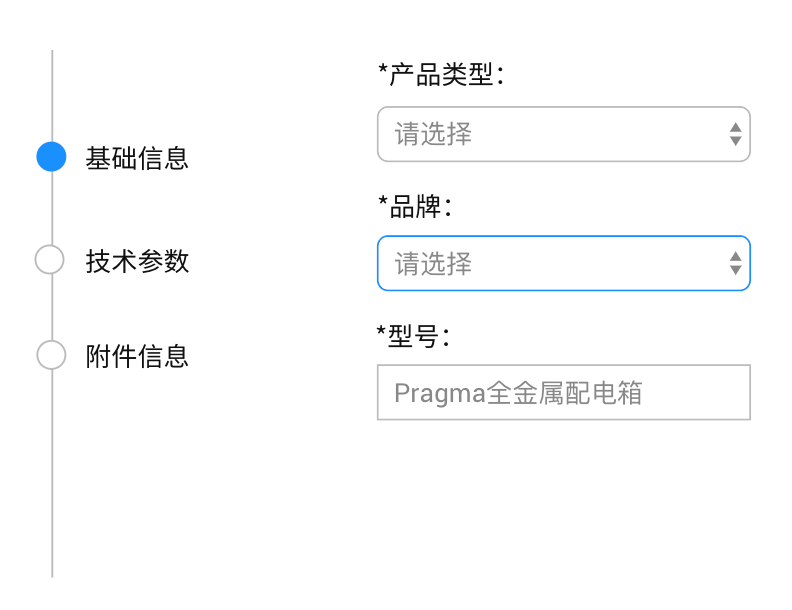 基础信息
技术参数
附件信息
*产品类型：
请选择
*品牌：
请选择
*型号：
Pragma全金属配电箱